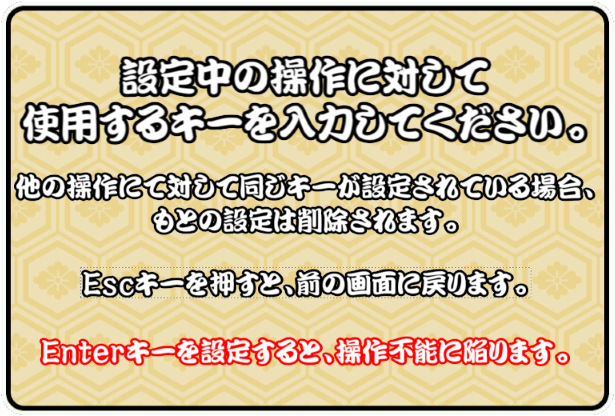 設定中の操作に対して
使用するキーを入力してください。
他の操作にて対して同じキーが設定されている場合、
もとの設定は削除されます。
Escキーを押すと、前の画面に戻ります。
Enterキーを設定すると、操作不能に陥ります。